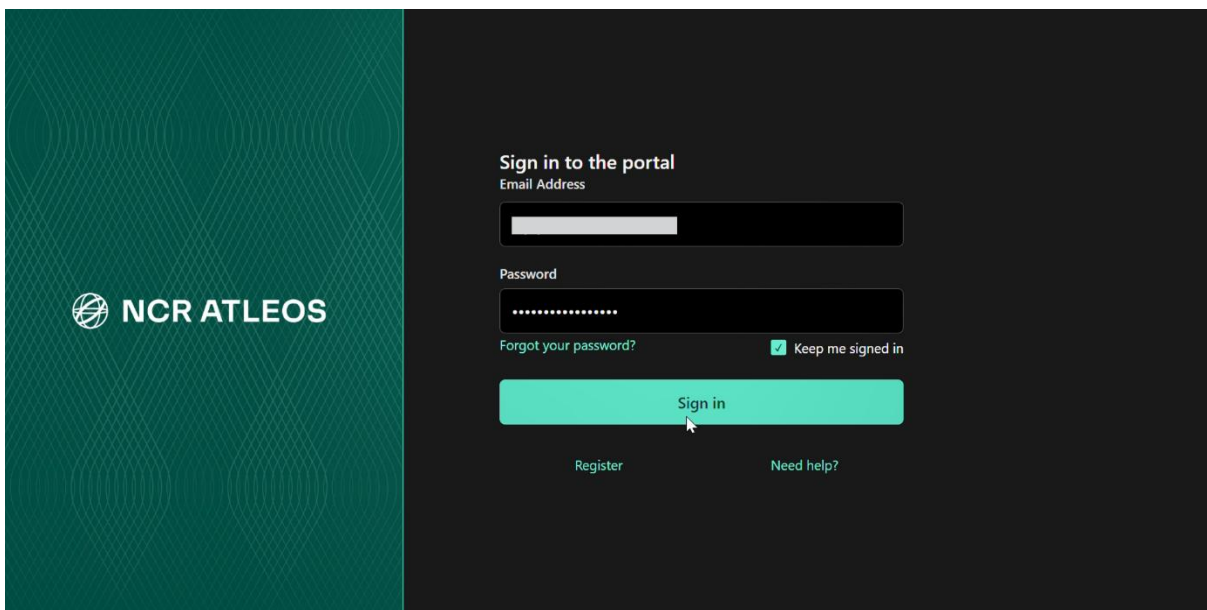 NCR ATLEOS
Sign in to the portal
Email Address
Password
•••••••••••••••••
Forgot your password?
Keep me signed in
Sign in
Register
Need help?